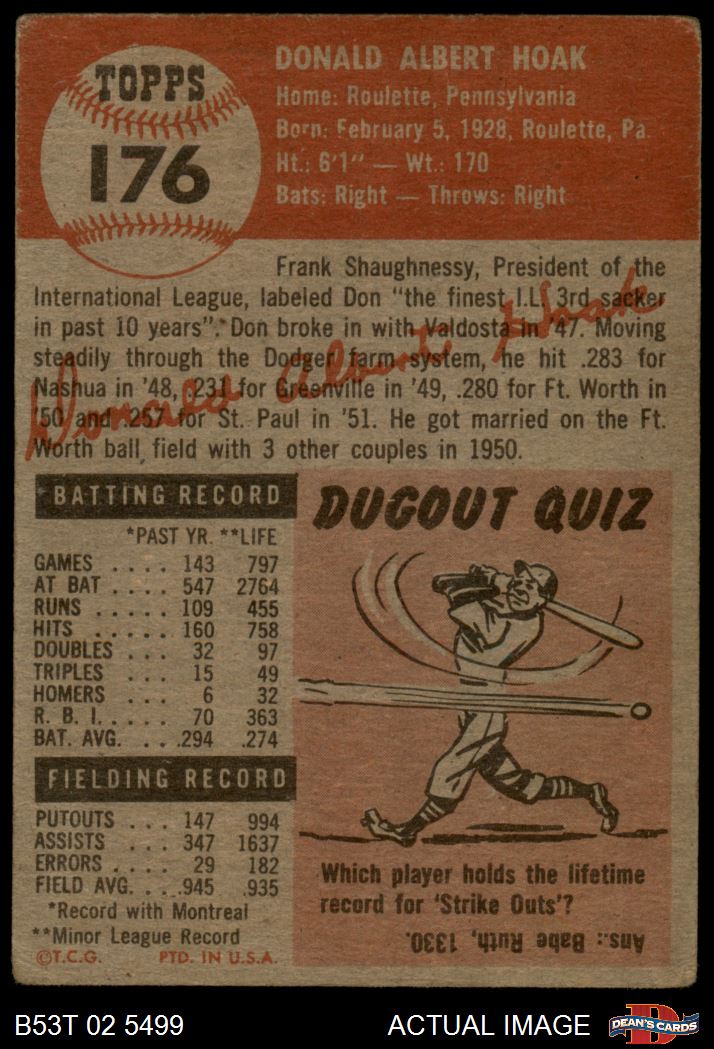 TOPPS
176
DONALD ALBERT HOAK
Home: Roulette, Pennsylvania
Born: February 5, 1928, Roulette, Pa.
Ht.: 6'1" — Wt.: 170
Bats: Right — Throws: Right
Frank Shaughnessy, President of the
International League, labeled Don "the finest I.L. 3rd sacker
in past 10 years". Don broke in with Valdosta in '47. Moving
steadily through the Dodger farm system, he hit .283 for
Nashua in '48, .231 for Greenville in '49, .280 for Ft. Worth in
'50 and .257 for St. Paul in '51. He got married on the Ft.
Worth ball field with 3 other couples in 1950.
Donald Albert Hoak
BATTING RECORD
*PAST YR. **LIFE
GAMES .... 143 797
AT BAT ... 547 2764
RUNS ..... 109 455
HITS ..... 160 758
DOUBLES ... 32 97
TRIPLES ... 15 49
HOMERS ... 6 32
R. B. I. .... 70 363
BAT. AVG. ... .294 .274
FIELDING RECORD
PUTOUTS ... 147 994
ASSISTS ... 347 1637
ERRORS ... 29 182
FIELD AVG. ... .945 .935
*Record with Montreal
**Minor League Record
©T.C.G. PTD. IN U.S.A.
DUGOUT QUIZ
Which player holds the lifetime
record for 'Strike Outs'?
Ans.: Babe Ruth, 1330.
B53T 02 5499
ACTUAL IMAGE
DEAN'S CARDS